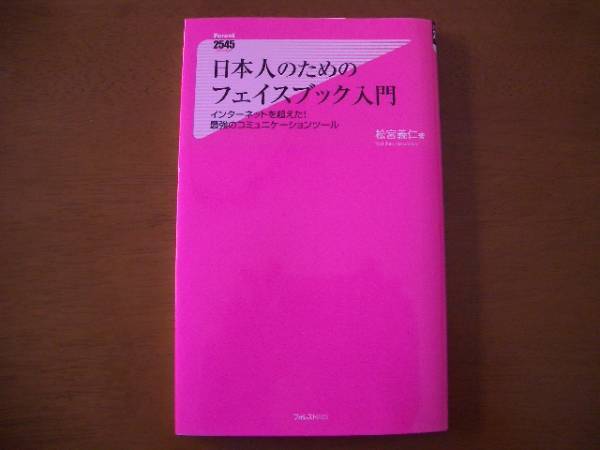 Forest
2545
日本人のための
フェイスブック入門
インターネットを超えた!
最強のコミュニケーションツール
松宮義仁 著
フォレスト出版